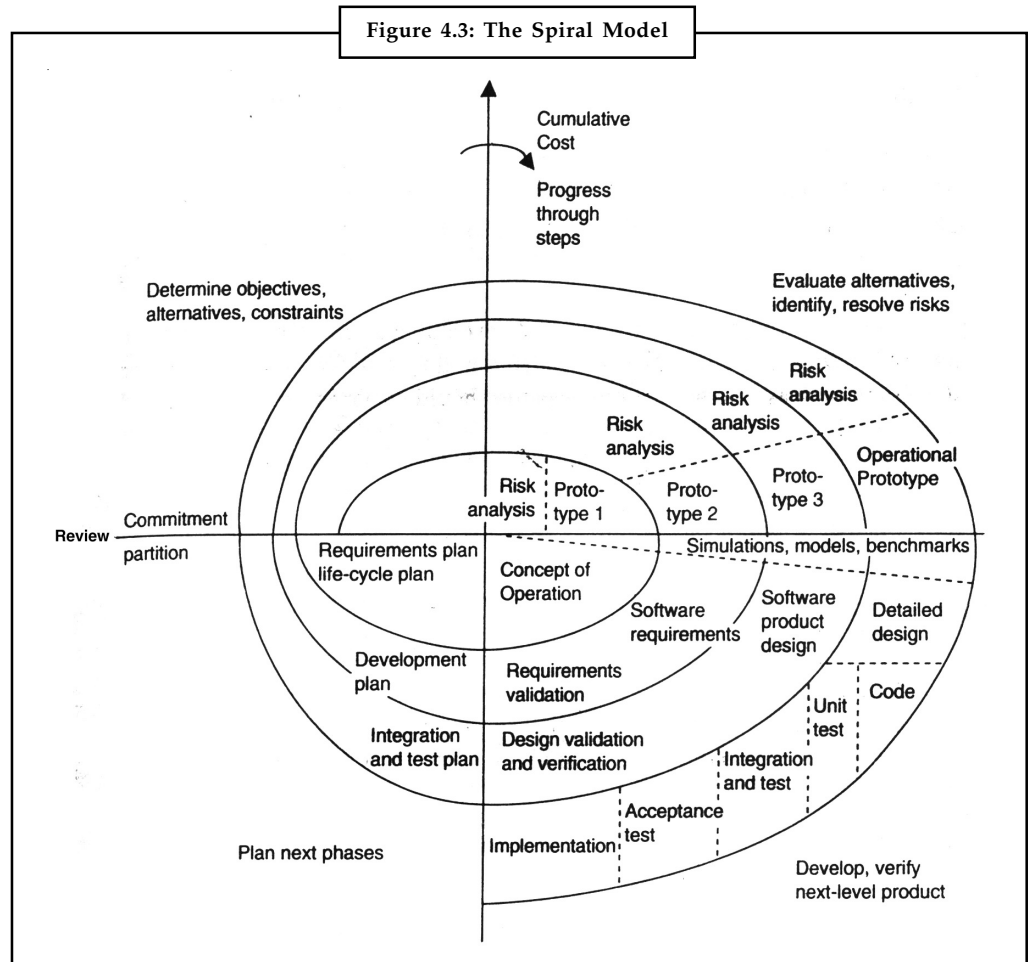 Figure 4.3: The Spiral Model
Cumulative
Cost
Progress
through
steps
Determine objectives,
alternatives, constraints
Evaluate alternatives,
identify, resolve risks
Risk
analysis
Risk
analysis
Risk
analysis
Operational
Prototype
Risk
analysis
Proto-
type 1
Proto-
type 2
Proto-
type 3
Review
Commitment
partition
Simulations, models, benchmarks
Requirements plan
life-cycle plan
Concept of
Operation
Software
requirements
Software
product
design
Detailed
design
Development
plan
Requirements
validation
Unit
test
Code
Integration
and test plan
Design validation
and verification
Integration
and test
Acceptance
test
Implementation
Plan next phases
Develop, verify
next-level product